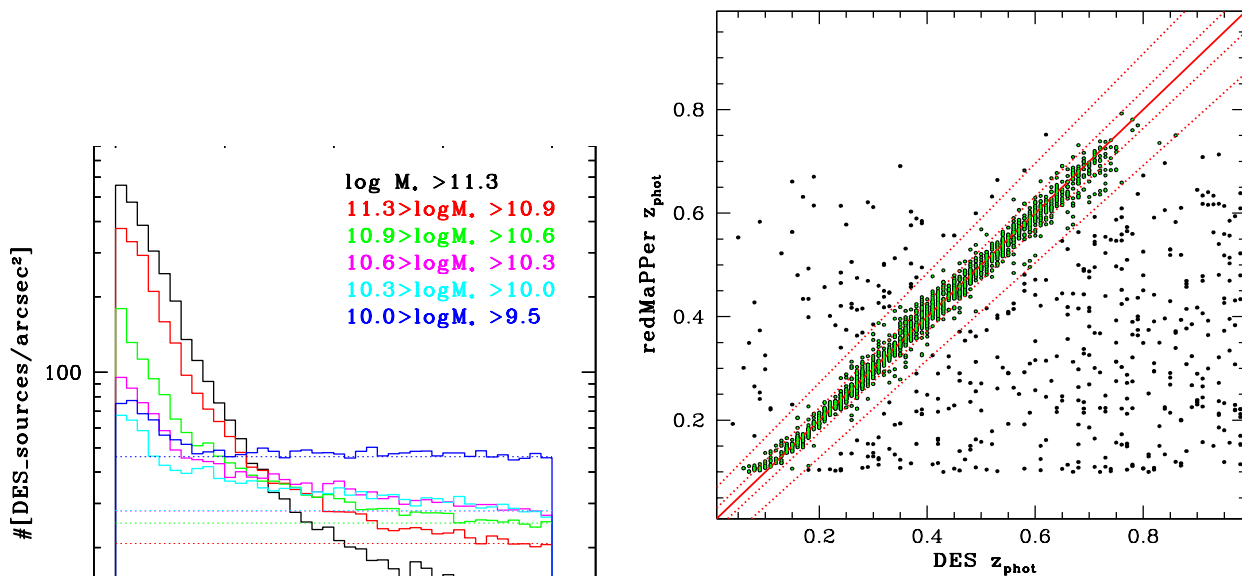 #[DES_sources/arcsec²]
100
log M* >11.3
11.3>logM* >10.9
10.9>logM* >10.6
10.6>logM* >10.3
10.3>logM* >10.0
10.0>logM* >9.5
redMaPPer z_phot
0.8
0.6
0.4
0.2
0.2 0.4 0.6 0.8
DES z_phot